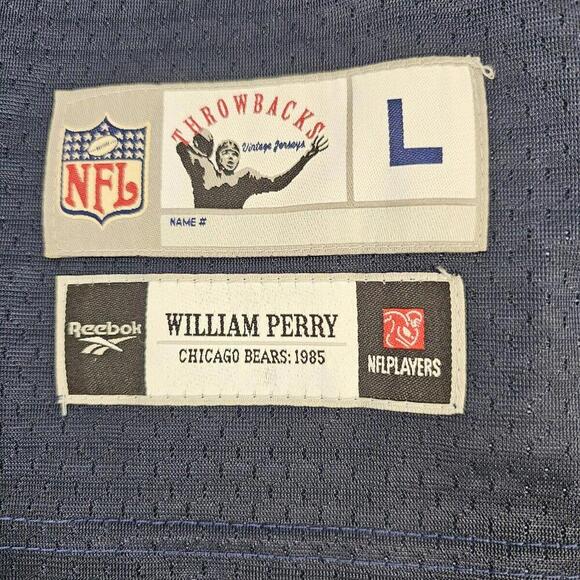 NFL
THROWBACKS
Vintage Jerseys
L
NAME #
Reebok
WILLIAM PERRY
CHICAGO BEARS: 1985
NFLPLAYERS